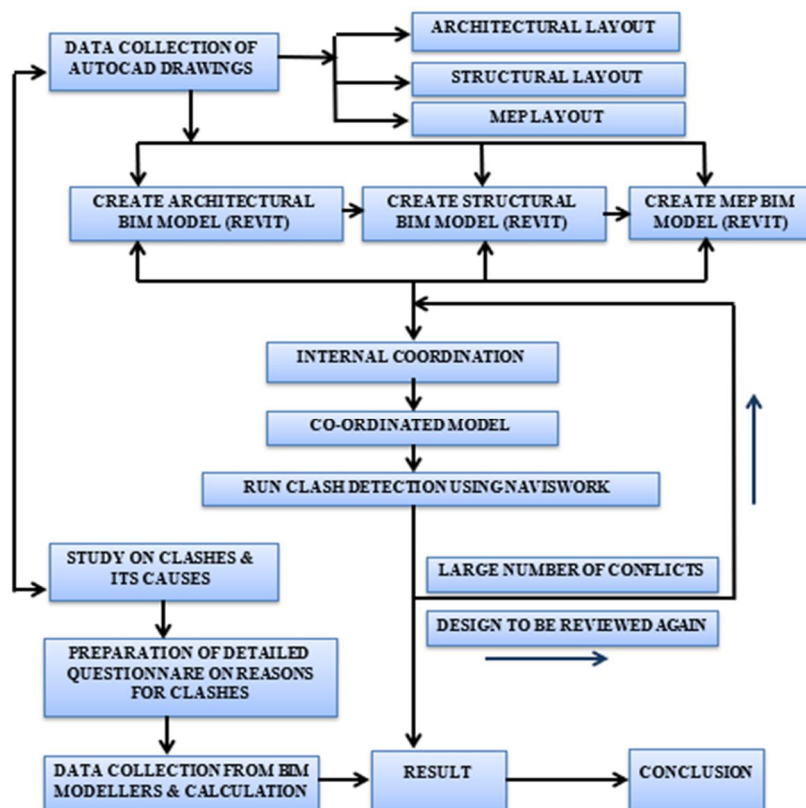 DATA COLLECTION OF
AUTOCAD DRAWINGS
ARCHITECTURAL LAYOUT
STRUCTURAL LAYOUT
MEP LAYOUT
CREATE ARCHITECTURAL
BIM MODEL (REVIT)
CREATE STRUCTURAL
BIM MODEL (REVIT)
CREATE MEP BIM
MODEL (REVIT)
INTERNAL COORDINATION
CO-ORDINATED MODEL
RUN CLASH DETECTION USING NAVISWORK
STUDY ON CLASHES &
ITS CAUSES
LARGE NUMBER OF CONFLICTS
DESIGN TO BE REVIEWED AGAIN
PREPARATION OF DETAILED
QUESTIONNARE ON REASONS
FOR CLASHES
DATA COLLECTION FROM BIM
MODELLERS & CALCULATION
RESULT
CONCLUSION